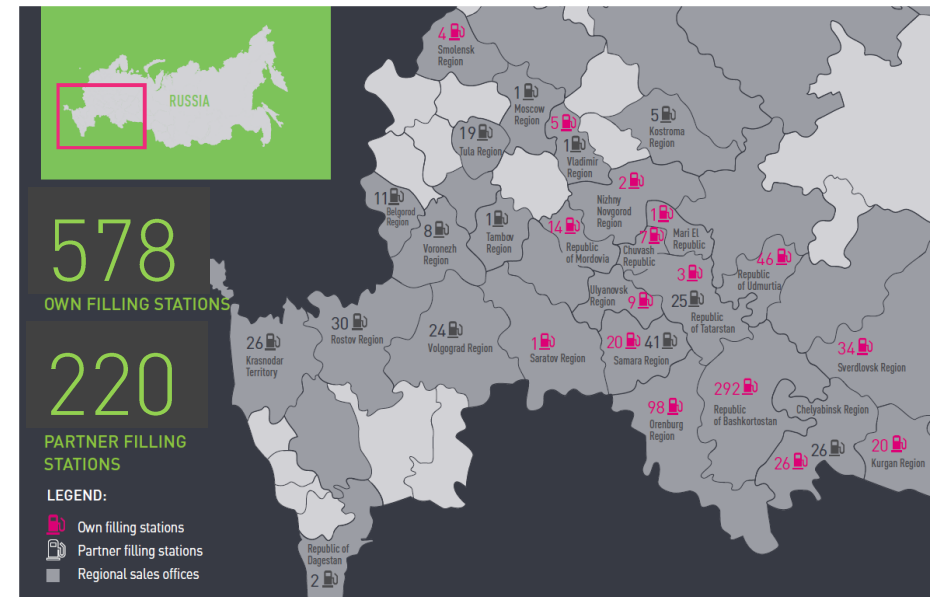 RUSSIA
578
OWN FILLING STATIONS
220
PARTNER FILLING
STATIONS
LEGEND:
Own filling stations
Partner filling stations
Regional sales offices
4
Smolensk
Region
1
Moscow
Region
5
1
Vladimir
Region
5
Kostroma
Region
19
Tula Region
2
Nizhny
Novgorod
Region
11
Belgorod
Region
8
Voronezh
Region
1
Tambov
Region
14
Republic
of Mordovia
1
Mari El
Republic
7
Chuvash
Republic
46
Republic
of Udmurtia
3
25
Republic
of Tatarstan
Ulyanovsk
Region
9
26
Krasnodar
Territory
30
Rostov Region
24
Volgograd Region
1
Saratov Region
20
41
Samara Region
34
Sverdlovsk Region
98
Orenburg
Region
292
Republic
of Bashkortostan
Chelyabinsk Region
26
26
20
Kurgan Region
Republic of
Dagestan
2